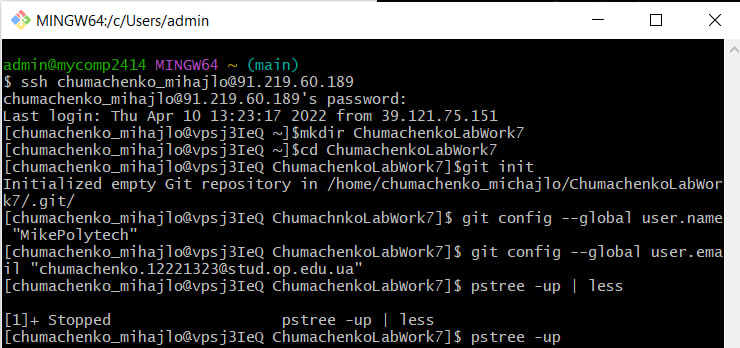 MINGW64:/c/Users/admin
admin@mycomp2414 MINGW64 ~ (main)
$ ssh chumachenko_mihajlo@91.219.60.189
chumachenko_mihajlo@91.219.60.189's password:
Last login: Thu Apr 10 13:23:17 2022 from 39.121.75.151
[chumachenko_mihajlo@vpsj3IeQ ~]$mkdir ChumachenkoLabWork7
[chumachenko_mihajlo@vpsj3IeQ ~]$cd ChumachenkoLabWork7
[chumachenko_mihajlo@vpsj3IeQ ChumachenkoLabWork7]$git init
Initialized empty Git repository in /home/chumachenko_michajlo/ChumachenkoLabWor
k7/.git/
[chumachenko_mihajlo@vpsj3IeQ ChumachnkoLabWork7]$ git config --global user.name
 "MikePolytech"
[chumachenko_mihajlo@vpsj3IeQ ChumachenkoLabWork7]$ git config --global user.ema
il "chumachenko.12221323@stud.op.edu.ua"
[chumachenko_mihajlo@vpsj3IeQ ChumachenkoLabWork7]$ pstree -up | less
[1]+ Stopped                 pstree -up | less
[chumachenko_mihajlo@vpsj3IeQ ChumachenkoLabWork7]$ pstree -up